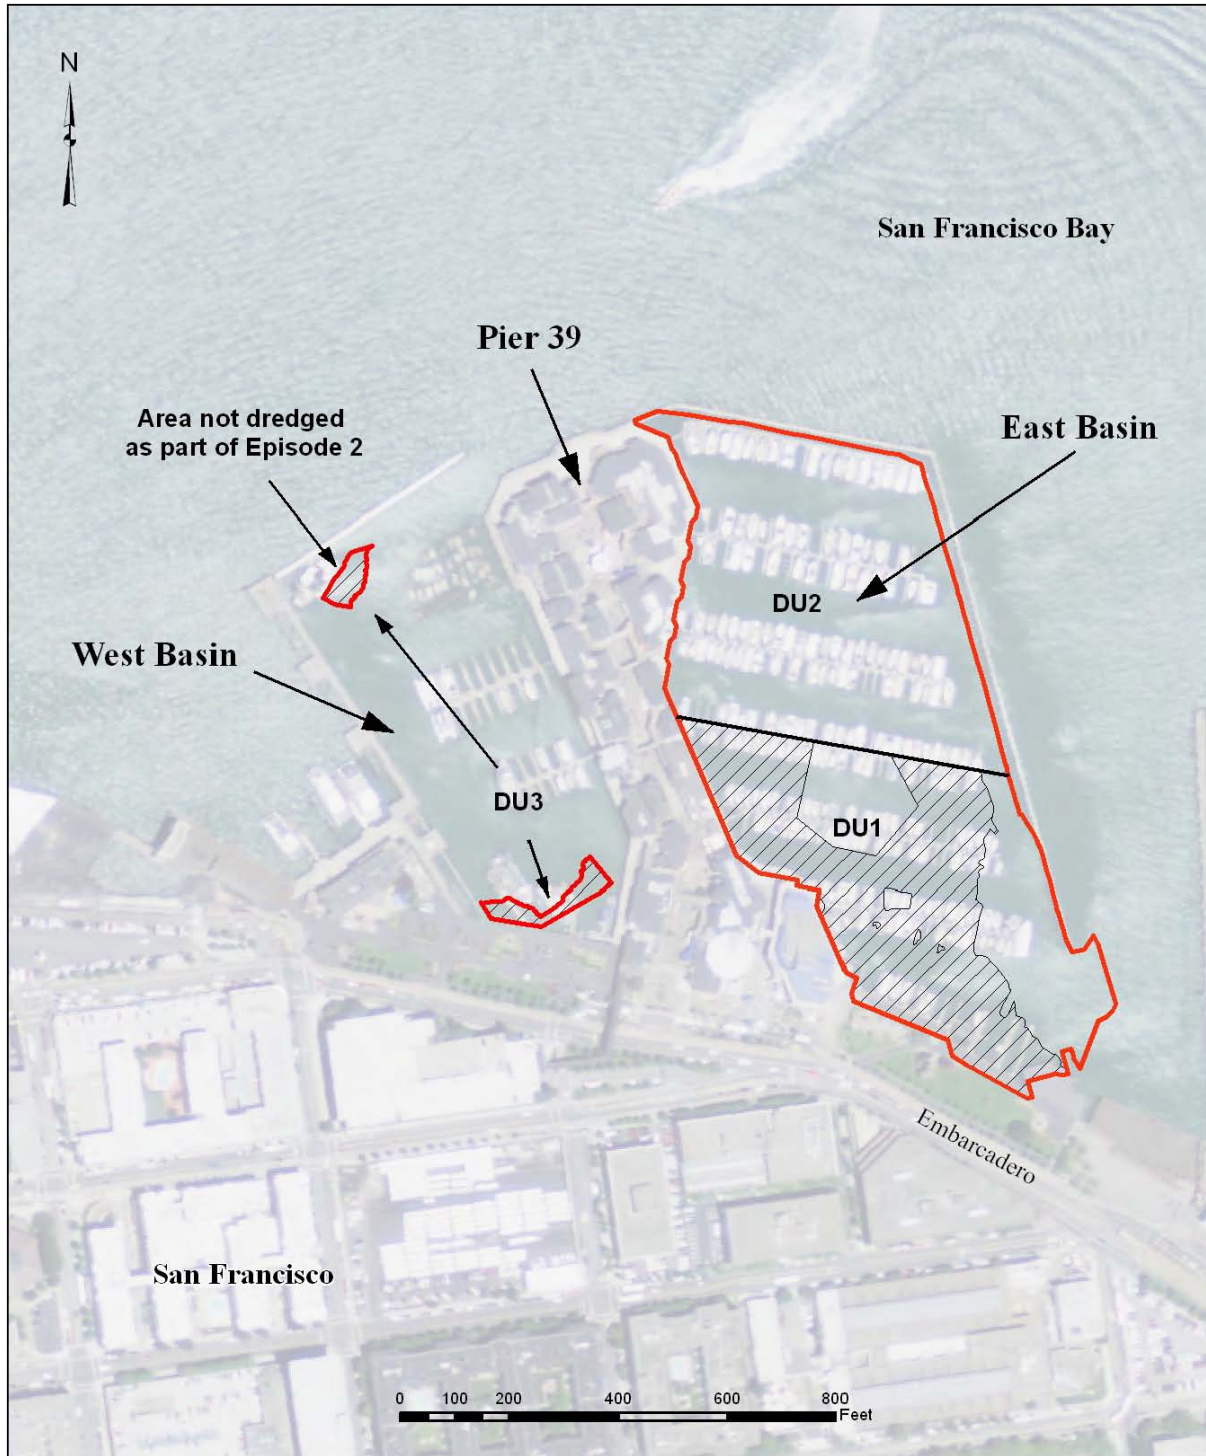 N
San Francisco Bay
Pier 39
Area not dredged
as part of Episode 2
East Basin
DU2
West Basin
DU3
DU1
Embarcadero
San Francisco
0 100 200 400 600 800
Feet